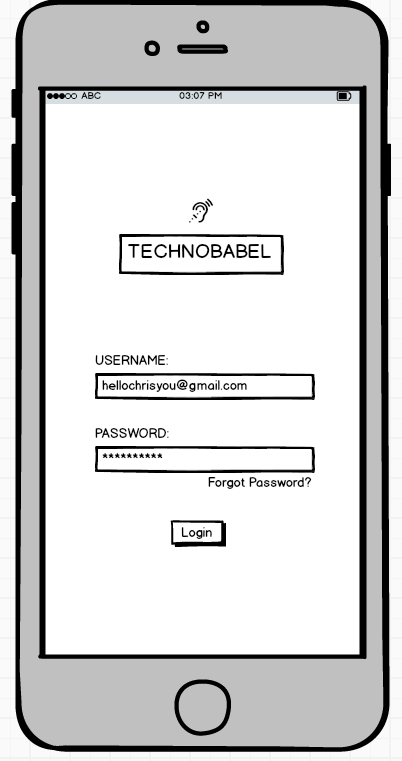 ABC 03:07 PM
TECHNOBABEL
USERNAME:
hellochrisyou@gmail.com
PASSWORD:
**********
Forgot Password?
Login